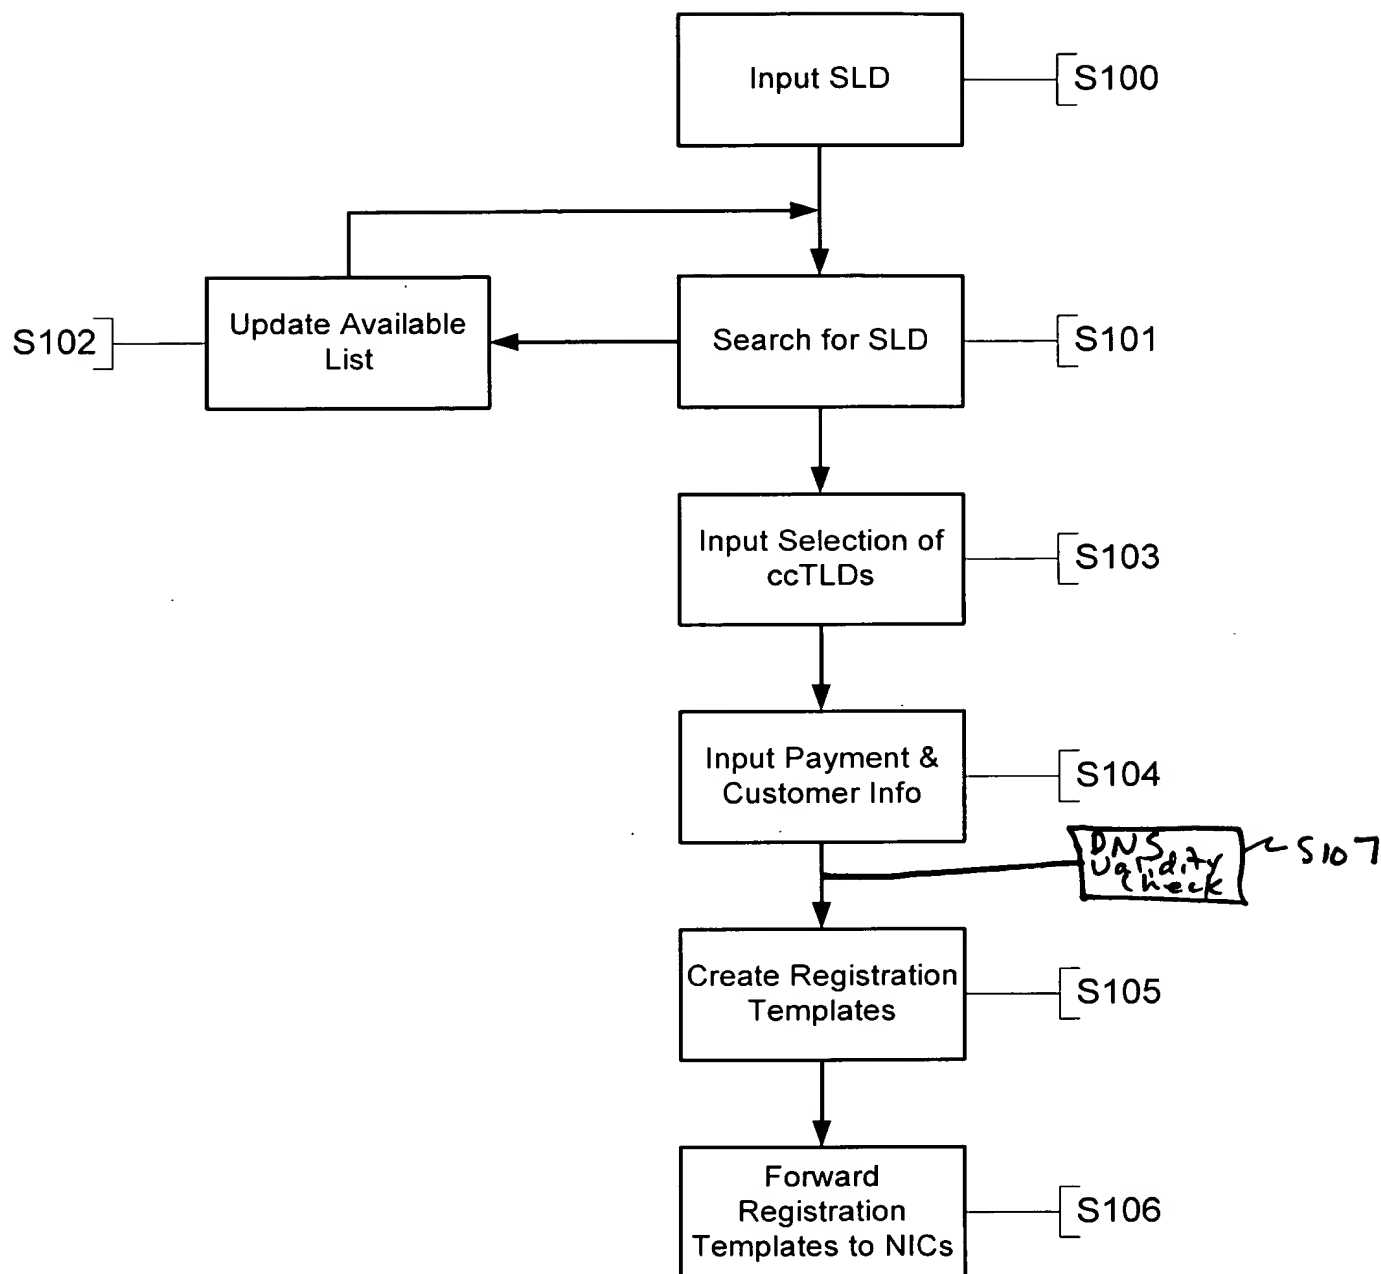 Input SLD
S100
Update Available
List
S102
Search for SLD
S101
Input Selection of
ccTLDs
S103
Input Payment &
Customer Info
S104
DNS
Validity
Check
S107
Create Registration
Templates
S105
Forward
Registration
Templates to NICs
S106